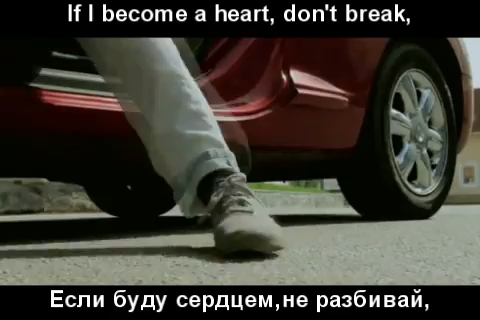 If I become a heart, don't break,
Если буду сердцем,не разбивай,